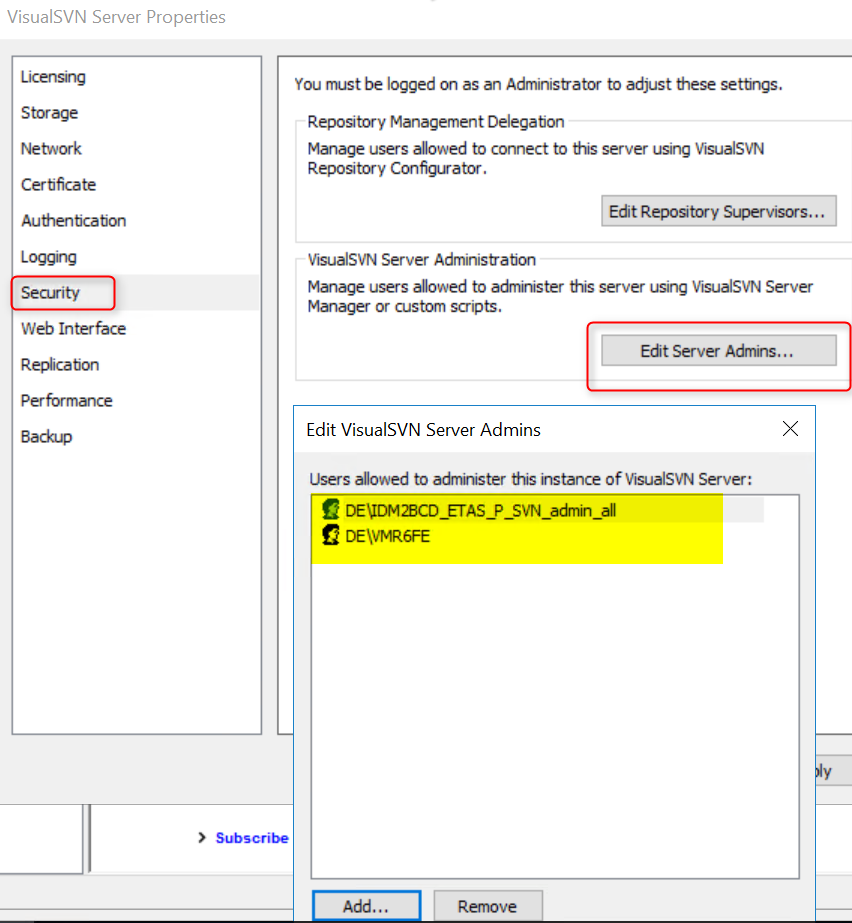 VisualSVN Server Properties
Licensing
Storage
Network
Certificate
Authentication
Logging
Security
Web Interface
Replication
Performance
Backup
You must be logged on as an Administrator to adjust these settings.
Repository Management Delegation
Manage users allowed to connect to this server using VisualSVN
Repository Configurator.
Edit Repository Supervisors...
VisualSVN Server Administration
Manage users allowed to administer this server using VisualSVN Server
Manager or custom scripts.
Edit Server Admins...
Edit VisualSVN Server Admins
Users allowed to administer this instance of VisualSVN Server:
DE\IDM2BCD_ETAS_P_SVN_admin_all
DE\VMR6FE
Add...
Remove
Subscribe